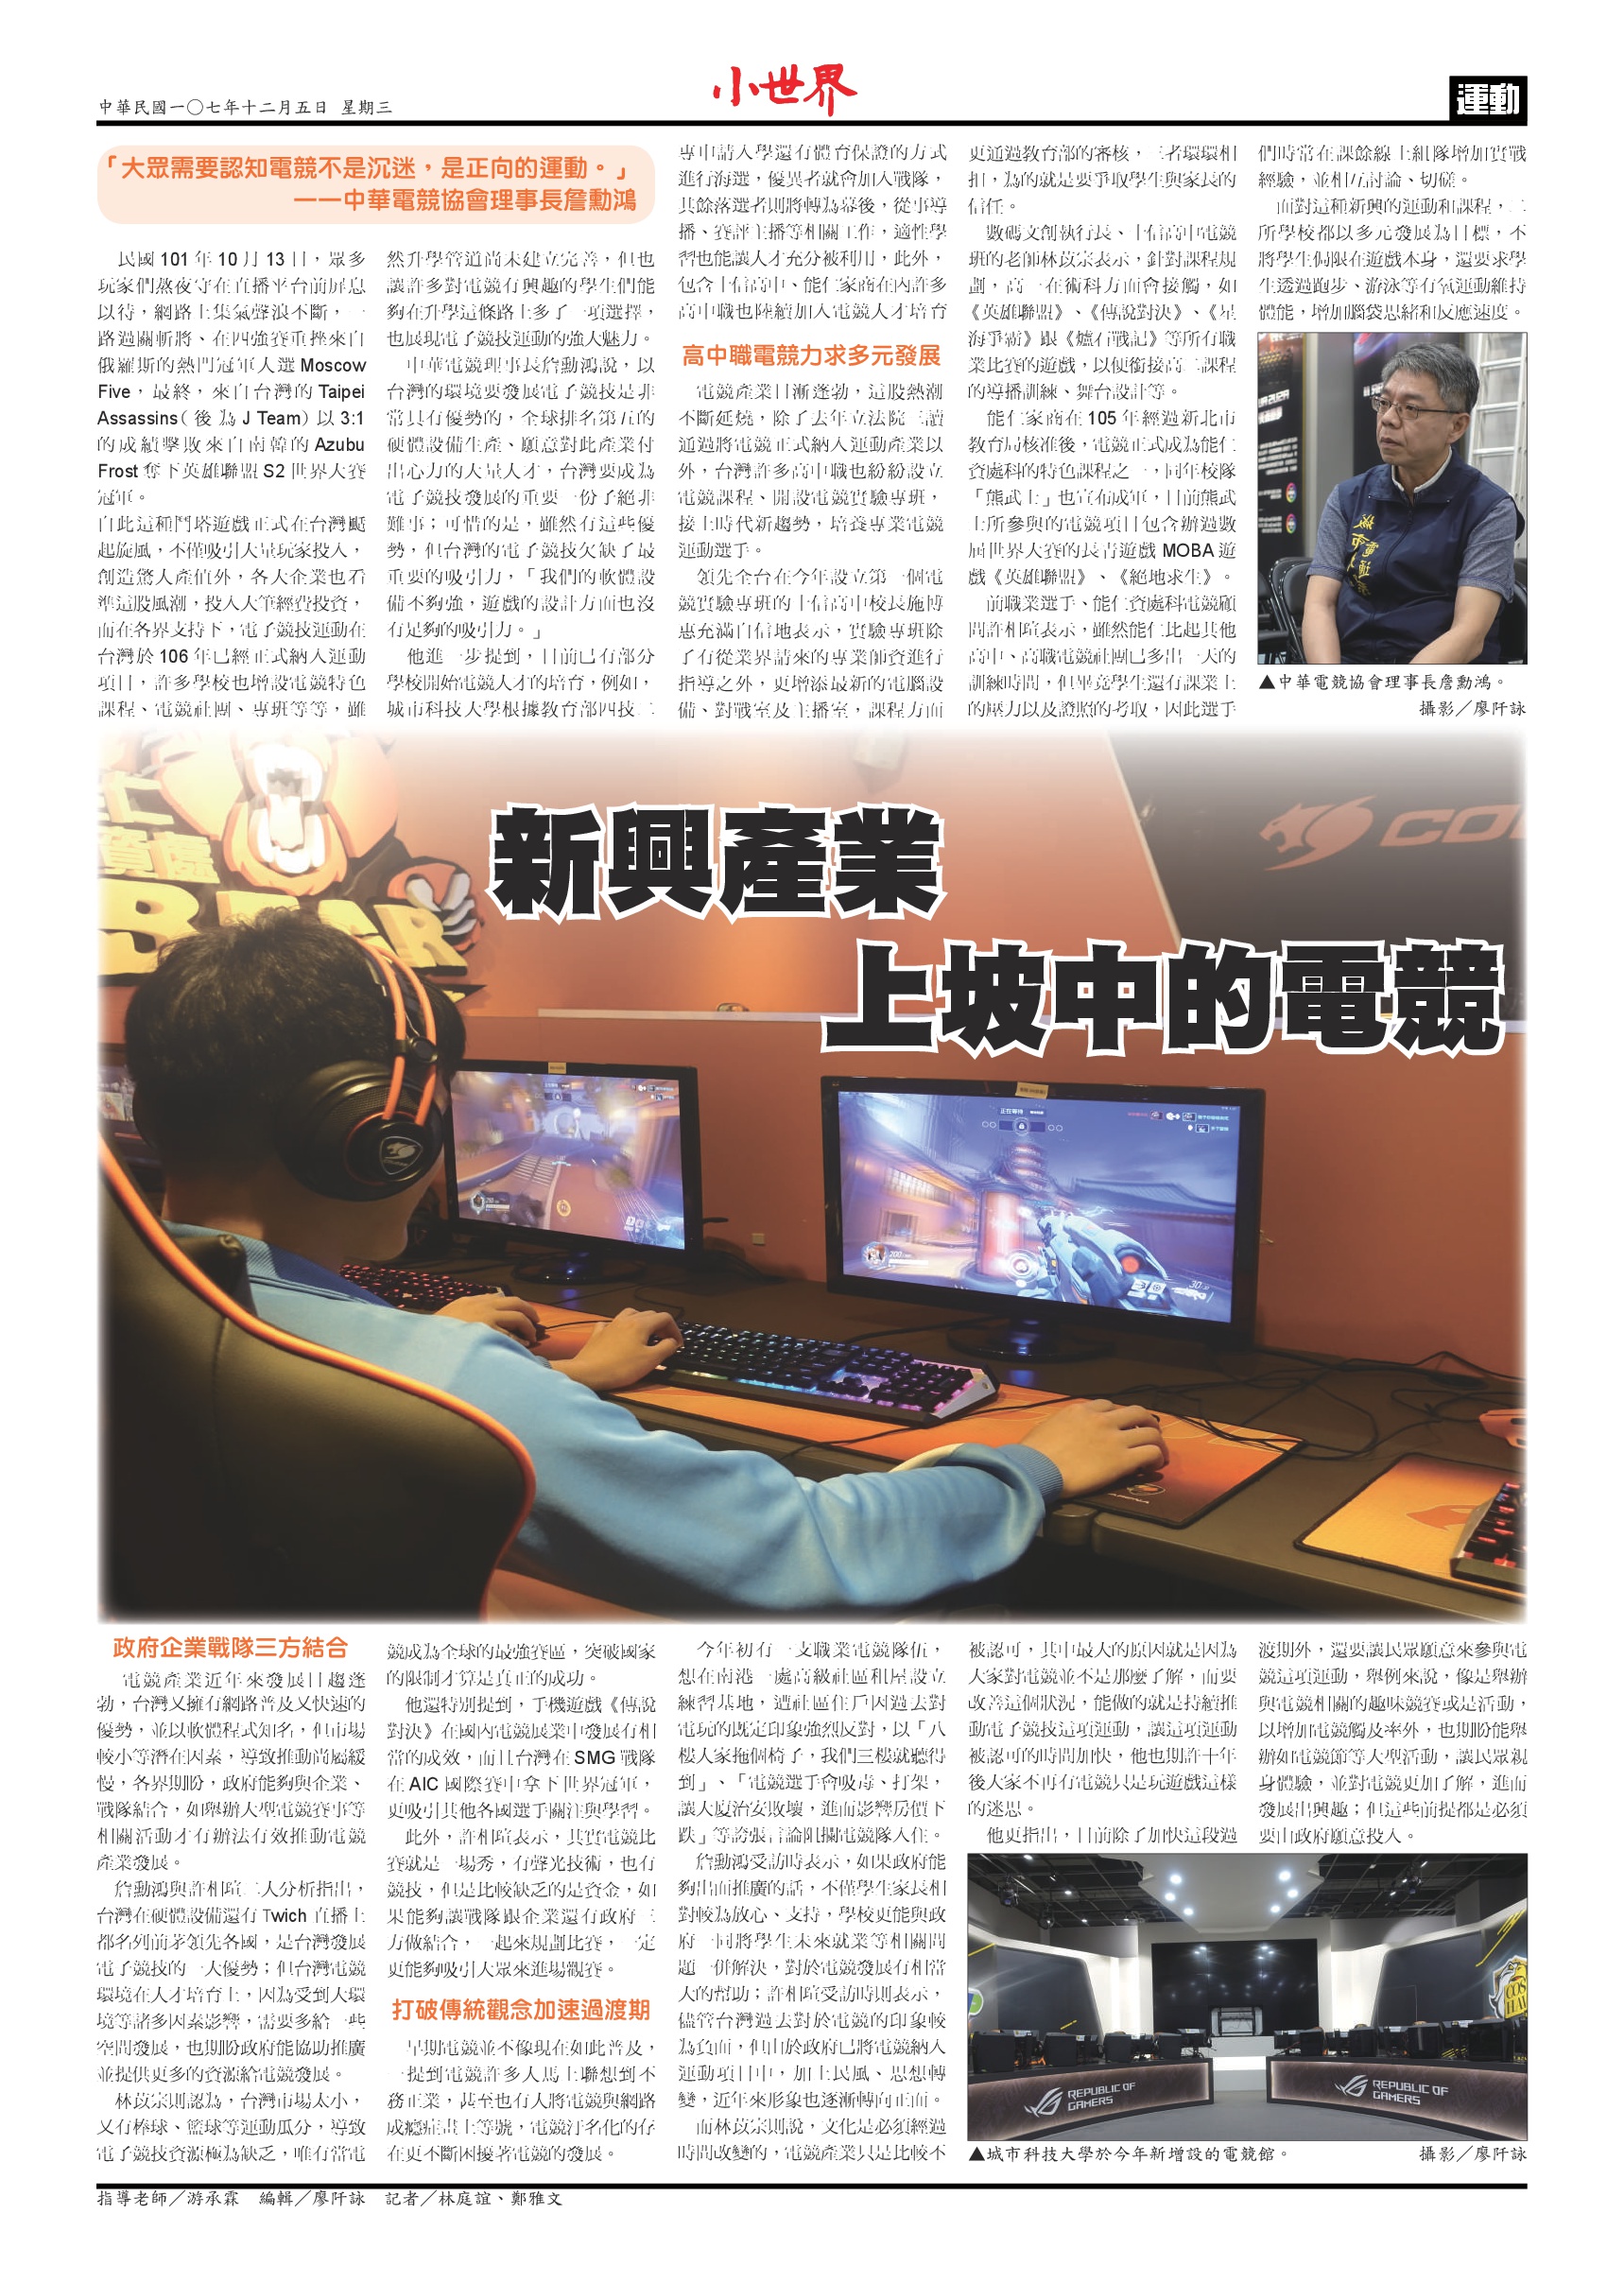 中華民國一〇七年十二月五日 星期三
小世界
運動
「大眾需要認知電競不是沉迷，是正向的運動。」
——中華電競協會理事長詹勳鴻
民國 101 年 10 月 13 日，眾多
玩家們熬夜守在直播平台前屏息
以待，網路上集氣聲浪不斷，一
路過關斬將、在四強賽重挫來自
俄羅斯的熱門冠軍人選 Moscow
Five，最終，來自台灣的 Taipei
Assassins（後為 J Team）以 3:1
的成績擊敗來自南韓的 Azubu
Frost 奪下英雄聯盟 S2 世界大賽
冠軍。
自此這種鬥塔遊戲正式在台灣颳
起旋風，不僅吸引大量玩家投入，
創造驚人產值外，各大企業也看
準這股風潮，投入大筆經費投資，
而在各界支持下，電子競技運動在
台灣於 106 年已經正式納入運動
項目，許多學校也增設電競特色
課程、電競社團、專班等等，雖
然升學管道尚未建立完善，但也
讓許多對電競有興趣的學生們能
夠在升學這條路上多了一項選擇，
也展現電子競技運動的強大魅力。
中華電競理事長詹勳鴻說，以
台灣的環境要發展電子競技是非
常具有優勢的，全球排名第五的
硬體設備生產、願意對此產業付
出心力的大量人才，台灣要成為
電子競技發展的重要一份子絕非
難事；可惜的是，雖然有這些優
勢，但台灣的電子競技欠缺了最
重要的吸引力，「我們的軟體設
備不夠強，遊戲的設計方面也沒
有足夠的吸引力。」
他進一步提到，目前已有部分
學校開始電競人才的培育，例如，
城市科技大學根據教育部四技二
專申請入學還有體育保證的方式
進行海選，優異者就會加入戰隊，
其餘落選者則將轉為幕後，從事導
播、賽評主播等相關工作，適性學
習也能讓人才充分被利用，此外，
包含十信高中、能仁家商在內許多
高中職也陸續加入電競人才培育
高中職電競力求多元發展
電競產業日漸蓬勃，這股熱潮
不斷延燒，除了去年立法院三讀
通過將電競正式納入運動產業以
外，台灣許多高中職也紛紛設立
電競課程、開設電競實驗專班，
接上時代新趨勢，培養專業電競
運動選手。
領先全台在今年設立第一個電
競實驗專班的十信高中校長施博
惠充滿自信地表示，實驗專班除
了有從業界請來的專業師資進行
指導之外，更增添最新的電腦設
備、對戰室及主播室，課程方面
更通過教育部的審核，三者環環相
扣，為的就是要爭取學生與家長的
信任。
數碼文創執行長、十信高中電競
班的老師林苡宋表示，針對課程規
劃，高一在術科方面會接觸，如
《英雄聯盟》、《傳說對決》、《星
海爭霸》跟《爐石戰記》等所有職
業比賽的遊戲，以便銜接高二課程
的導播訓練、舞台設計等。
能仁家商在 105 年經過新北市
教育局核准後，電競正式成為能仁
資處科的特色課程之一，同年校隊
「熊武士」也宣布成軍，目前熊武
士所參與的電競項目包含辦過數
屆世界大賽的長青遊戲 MOBA 遊
戲《英雄聯盟》、《絕地求生》。
前職業選手、能仁資處科電競顧
問許相瑄表示，雖然能仁比起其他
高中、高職電競社團已多出一天的
訓練時間，但畢竟學生還有課業上
的壓力以及證照的考取，因此選手
們時常在課餘線上組隊增加實戰
經驗，並相互討論、切磋。
面對這種新興的運動和課程，二
所學校都以多元發展為目標，不
將學生侷限在遊戲本身，還要求學
生透過跑步、游泳等有氧運動維持
體能，增加腦袋思緒和反應速度。
▲中華電競協會理事長詹勳鴻。
攝影／廖阡詠
新興產業
上坡中的電競
政府企業戰隊三方結合
電競產業近年來發展日趨蓬
勃，台灣又擁有網路普及又快速的
優勢，並以軟體程式知名，但市場
較小等潛在因素，導致推動尚屬緩
慢，各界期盼，政府能夠與企業、
戰隊結合，如舉辦大型電競賽事等
相關活動才有辦法有效推動電競
產業發展。
詹勳鴻與許相瑄二人分析指出，
台灣在硬體設備還有 Twich 直播上
都名列前茅領先各國，是台灣發展
電子競技的一大優勢；但台灣電競
環境在人才培育上，因為受到大環
境等諸多因素影響，需要多給一些
空間發展，也期盼政府能協助推廣
並提供更多的資源給電競發展。
林苡宋則認為，台灣市場太小，
又有棒球、籃球等運動瓜分，導致
電子競技資源極為缺乏，唯有當電
競成為全球的最強賽區，突破國家
的限制才算是真正的成功。
他還特別提到，手機遊戲《傳說
對決》在國內電競展業中發展有相
當的成效，而且台灣在 SMG 戰隊
在 AIC 國際賽中拿下世界冠軍，
更吸引其他各國選手關注與學習。
此外，許相瑄表示，其實電競比
賽就是一場秀，有聲光技術，也有
競技，但是比較缺乏的是資金，如
果能夠讓戰隊跟企業還有政府三
方做結合，一起來規劃比賽，一定
更能夠吸引大眾來進場觀賽。
打破傳統觀念加速過渡期
早期電競並不像現在如此普及，
一提到電競許多人馬上聯想到不
務正業，甚至也有人將電競與網路
成癮症畫上等號，電競汙名化的存
在更不斷困擾著電競的發展。
今年初有一支職業電競隊伍，
想在南港一處高級社區租屋設立
練習基地，遭社區住戶因過去對
電玩的既定印象強烈反對，以「八
樓人家拖個椅子，我們三樓就聽得
到」、「電競選手會吸毒、打架，
讓大廈治安敗壞，進而影響房價下
跌」等誇張言論阻攔電競隊入住。
詹勳鴻受訪時表示，如果政府能
夠出面推廣的話，不僅學生家長相
對較為放心、支持，學校更能與政
府一同將學生未來就業等相關問
題一併解決，對於電競發展有相當
大的幫助；許相瑄受訪時則表示，
儘管台灣過去對於電競的印象較
為負面，但由於政府已將電競納入
運動項目中，加上民風、思想轉
變，近年來形象也逐漸轉向正面。
而林苡宋則說，文化是必須經過
時間改變的，電競產業只是比較不
被認可，其中最大的原因就是因為
大家對電競並不是那麼了解，而要
改善這個狀況，能做的就是持續推
動電子競技這項運動，讓這項運動
被認可的時間加快，他也期許十年
後大家不再有電競只是玩遊戲這樣
的迷思。
他更指出，目前除了加快這段過
渡期外，還要讓民眾願意來參與電
競這項運動，舉例來說，像是舉辦
與電競相關的趣味競賽或是活動，
以增加電競觸及率外，也期盼能舉
辦如電競節等大型活動，讓民眾親
身體驗，並對電競更加了解，進而
發展出興趣；但這些前提都是必須
要由政府願意投入。
REPUBLIC OF
GAMERS
REPUBLIC OF
GAMERS
▲城市科技大學於今年新增設的電競館。
攝影／廖阡詠
指導老師／游承霖 編輯／廖阡詠 記者／林庭誼、鄭雅文